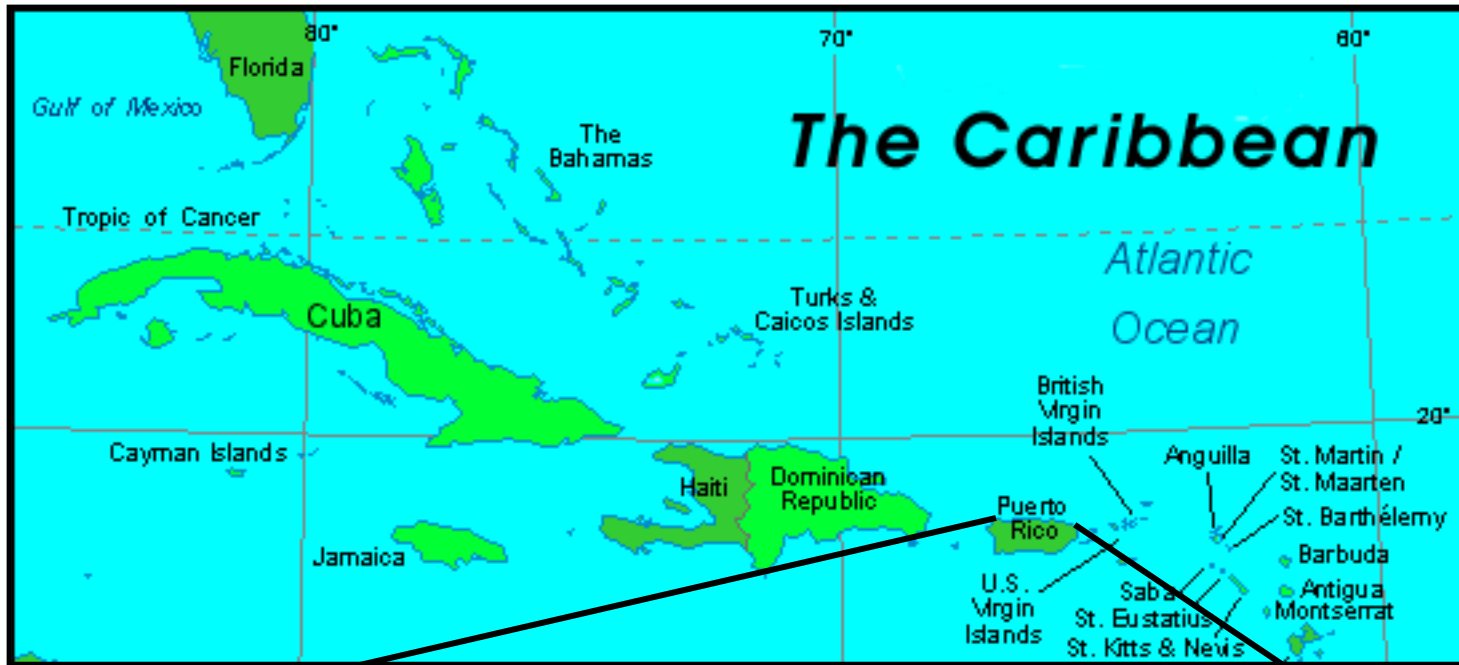 80°
70°
60°
Florida
Gulf of Mexico
The Caribbean
The
Bahamas
Tropic of Cancer
Atlantic
Ocean
Cuba
Turks &
Caicos Islands
British
Virgin
Islands
20°
Cayman Islands
Anguilla
St. Martin /
St. Maarten
Haiti
Dominican
Republic
Puerto
Rico
St. Barthélemy
Jamaica
Barbuda
U.S.
Virgin
Islands
Saba
Antigua
St. Eustatius
Montserrat
St. Kitts & Nevis